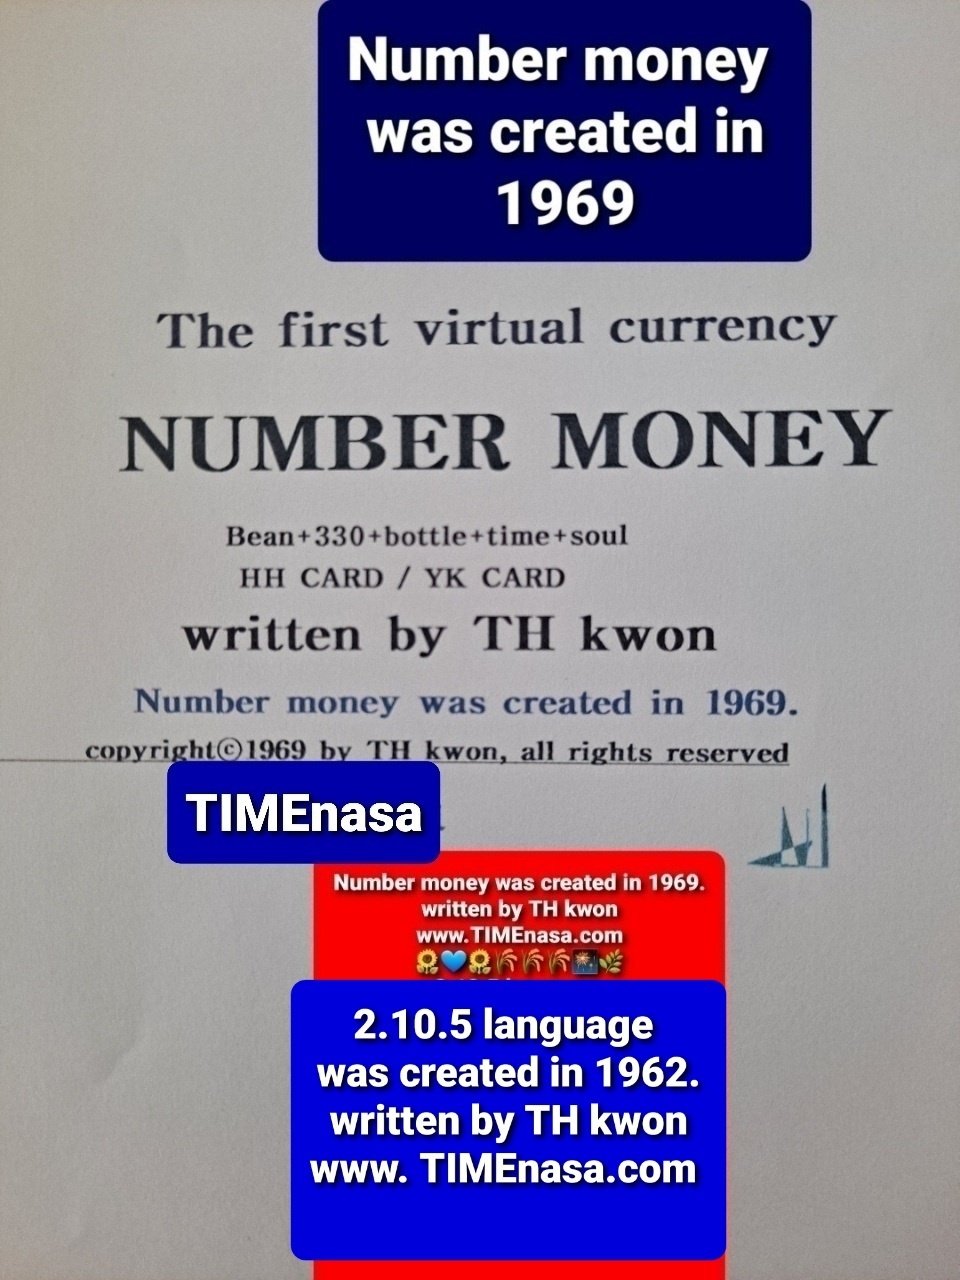 Number money
was created in
1969
The first virtual currency
NUMBER MONEY
Bean+330+bottle+time+soul
HH CARD / YK CARD
written by TH kwon
Number money was created in 1969.
copyright©1969 by TH kwon, all rights reserved
TIMEnasa
Number money was created in 1969.
written by TH kwon
www.TIMEnasa.com
🌻💙🌻🌾🌾🌾🎆🌿
2.10.5 language
was created in 1962.
written by TH kwon
www. TIMEnasa.com